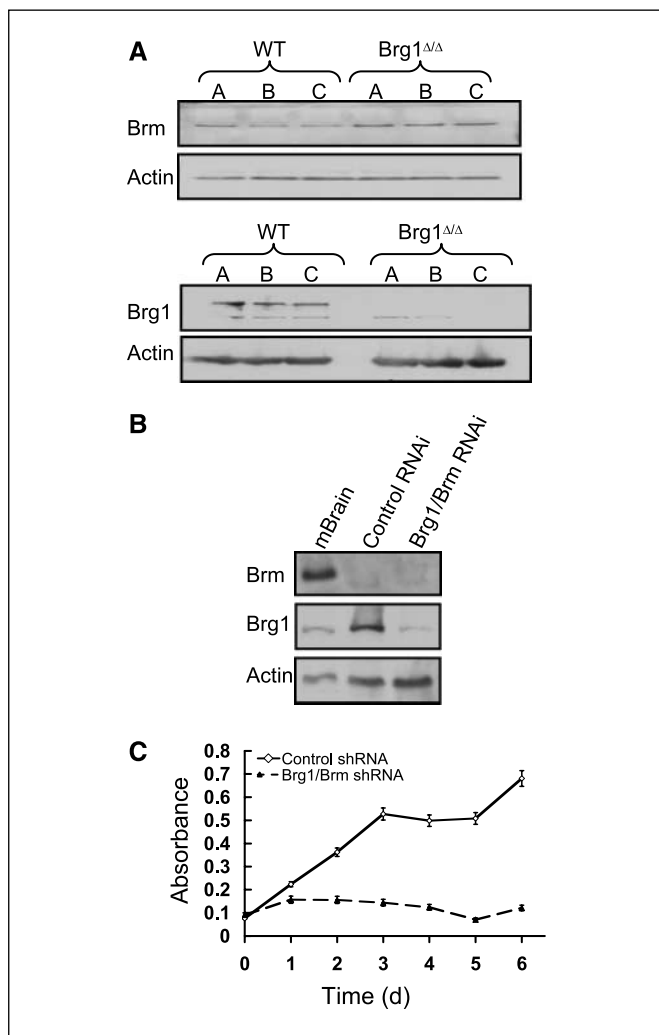 A
WT Brg1Δ/Δ
A B C A B C
Brm
Actin
WT Brg1Δ/Δ
A B C A B C
Brg1
Actin
B
mBrain Control RNAi Brg1/Brm RNAi
Brm
Brg1
Actin
C
Control shRNA
Brg1/Brm shRNA
Absorbance
0.8
0.7
0.6
0.5
0.4
0.3
0.2
0.1
0
0 1 2 3 4 5 6
Time (d)